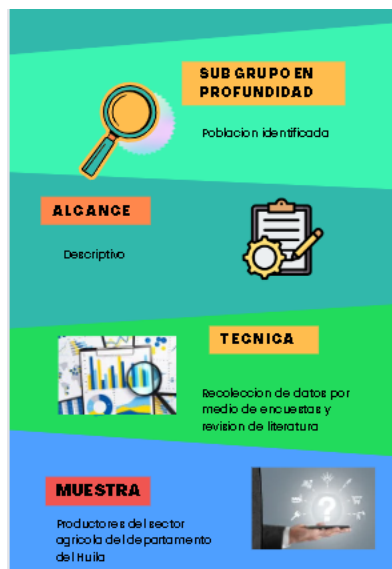 SUB GRUPO EN
PROFUNDIDAD
Poblacion identificada
ALCANCE
Descriptivo
TECNICA
Recoleccion de datos por
medio de encuestas y
revision de literatura
MUESTRA
Productores del sector
agricola del departamento
del Huila